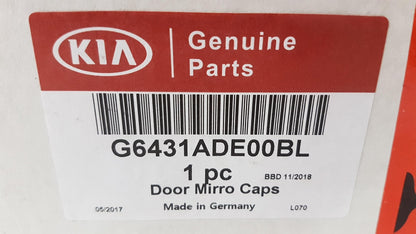 KIA
Genuine
Parts
G6431ADE00BL
1 pc
BBD 11/2018
Door Mirro Caps
05/2017
Made in Germany
L070